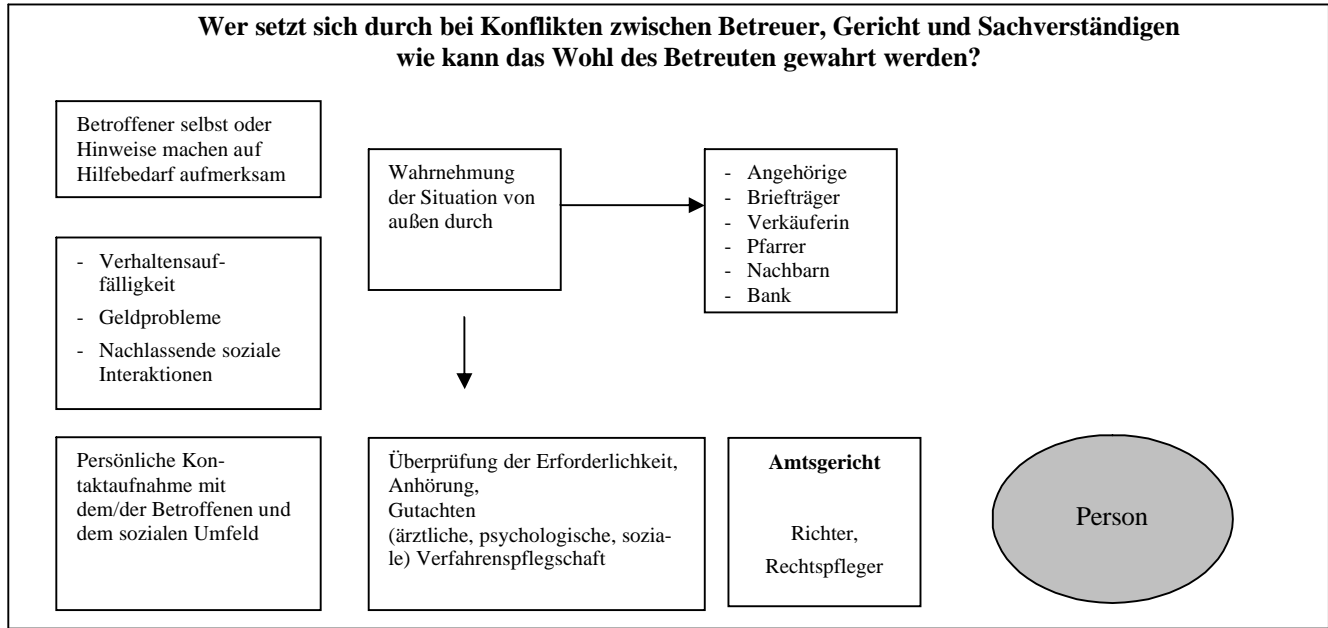 Wer setzt sich durch bei Konflikten zwischen Betreuer, Gericht und Sachverständigen
wie kann das Wohl des Betreuten gewahrt werden?
Betroffener selbst oder
Hinweise machen auf
Hilfebedarf aufmerksam
Wahrnehmung
der Situation von
außen durch
- Angehörige
- Briefträger
- Verkäuferin
- Pfarrer
- Nachbarn
- Bank
- Verhaltensauf-
fälligkeit
- Geldprobleme
- Nachlassende soziale
Interaktionen
Persönliche Kon-
taktaufnahme mit
dem/der Betroffenen und
dem sozialen Umfeld
Überprüfung der Erforderlichkeit,
Anhörung,
Gutachten
(ärztliche, psychologische, sozia-
le) Verfahrenspflegschaft
Amtsgericht
Richter,
Rechtspfleger
Person